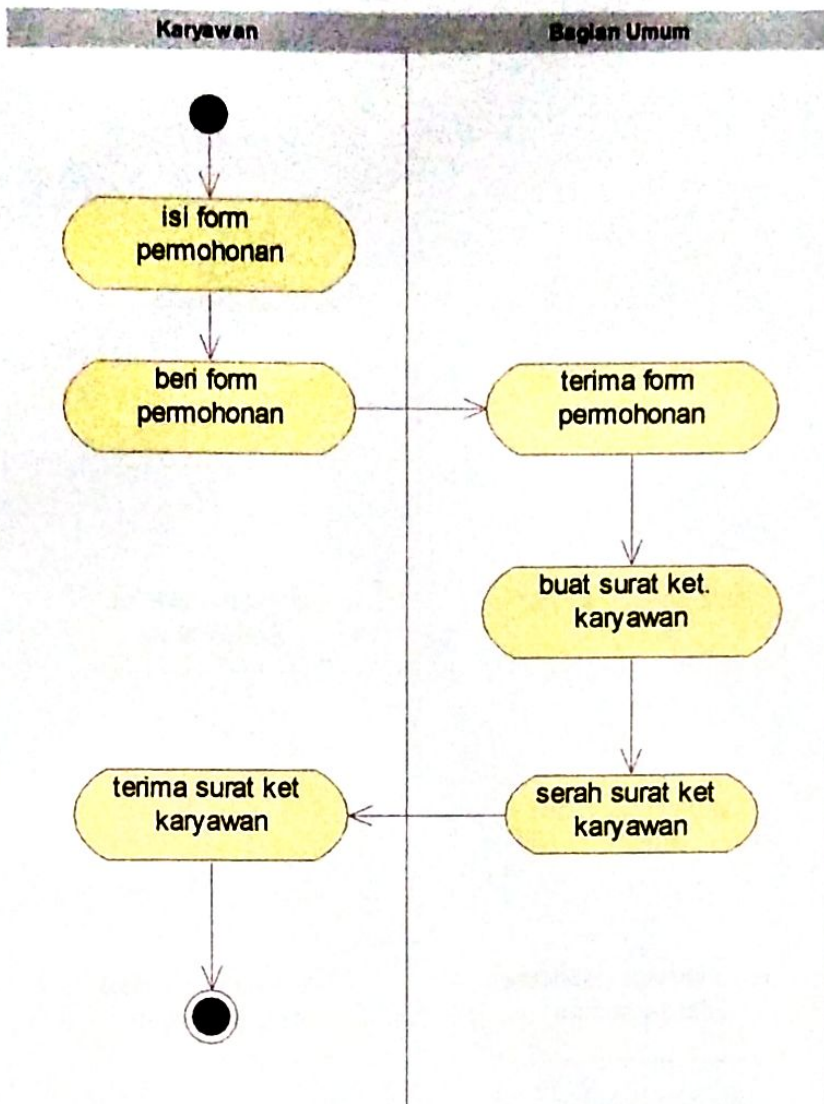 Karyawan
Bagian Umum
isi form
permohonan
beri form
permohonan
terima form
permohonan
buat surat ket.
karyawan
serah surat ket
karyawan
terima surat ket
karyawan